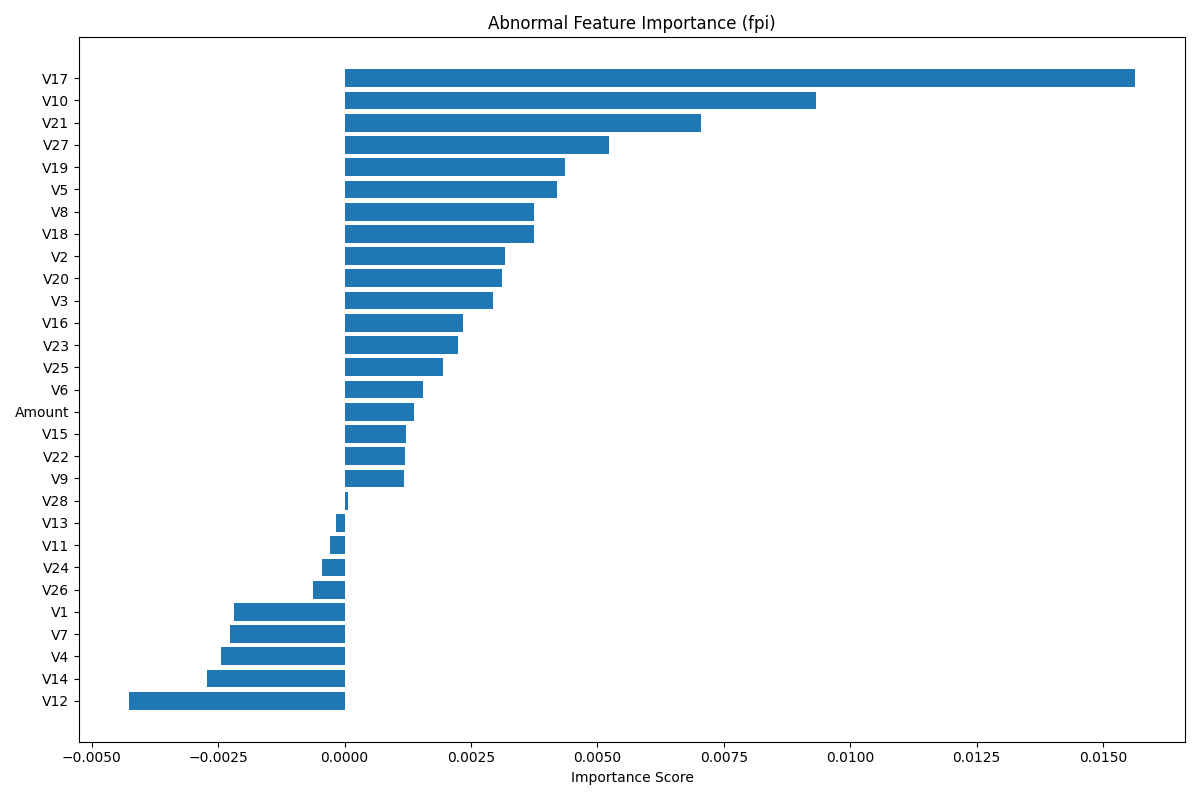 Abnormal Feature Importance (fpi)
V17
V10
V21
V27
V19
V5
V8
V18
V2
V20
V3
V16
V23
V25
V6
Amount
V15
V22
V9
V28
V13
V11
V24
V26
V1
V7
V4
V14
V12
−0.0050 −0.0025 0.0000 0.0025 0.0050 0.0075 0.0100 0.0125 0.0150
Importance Score